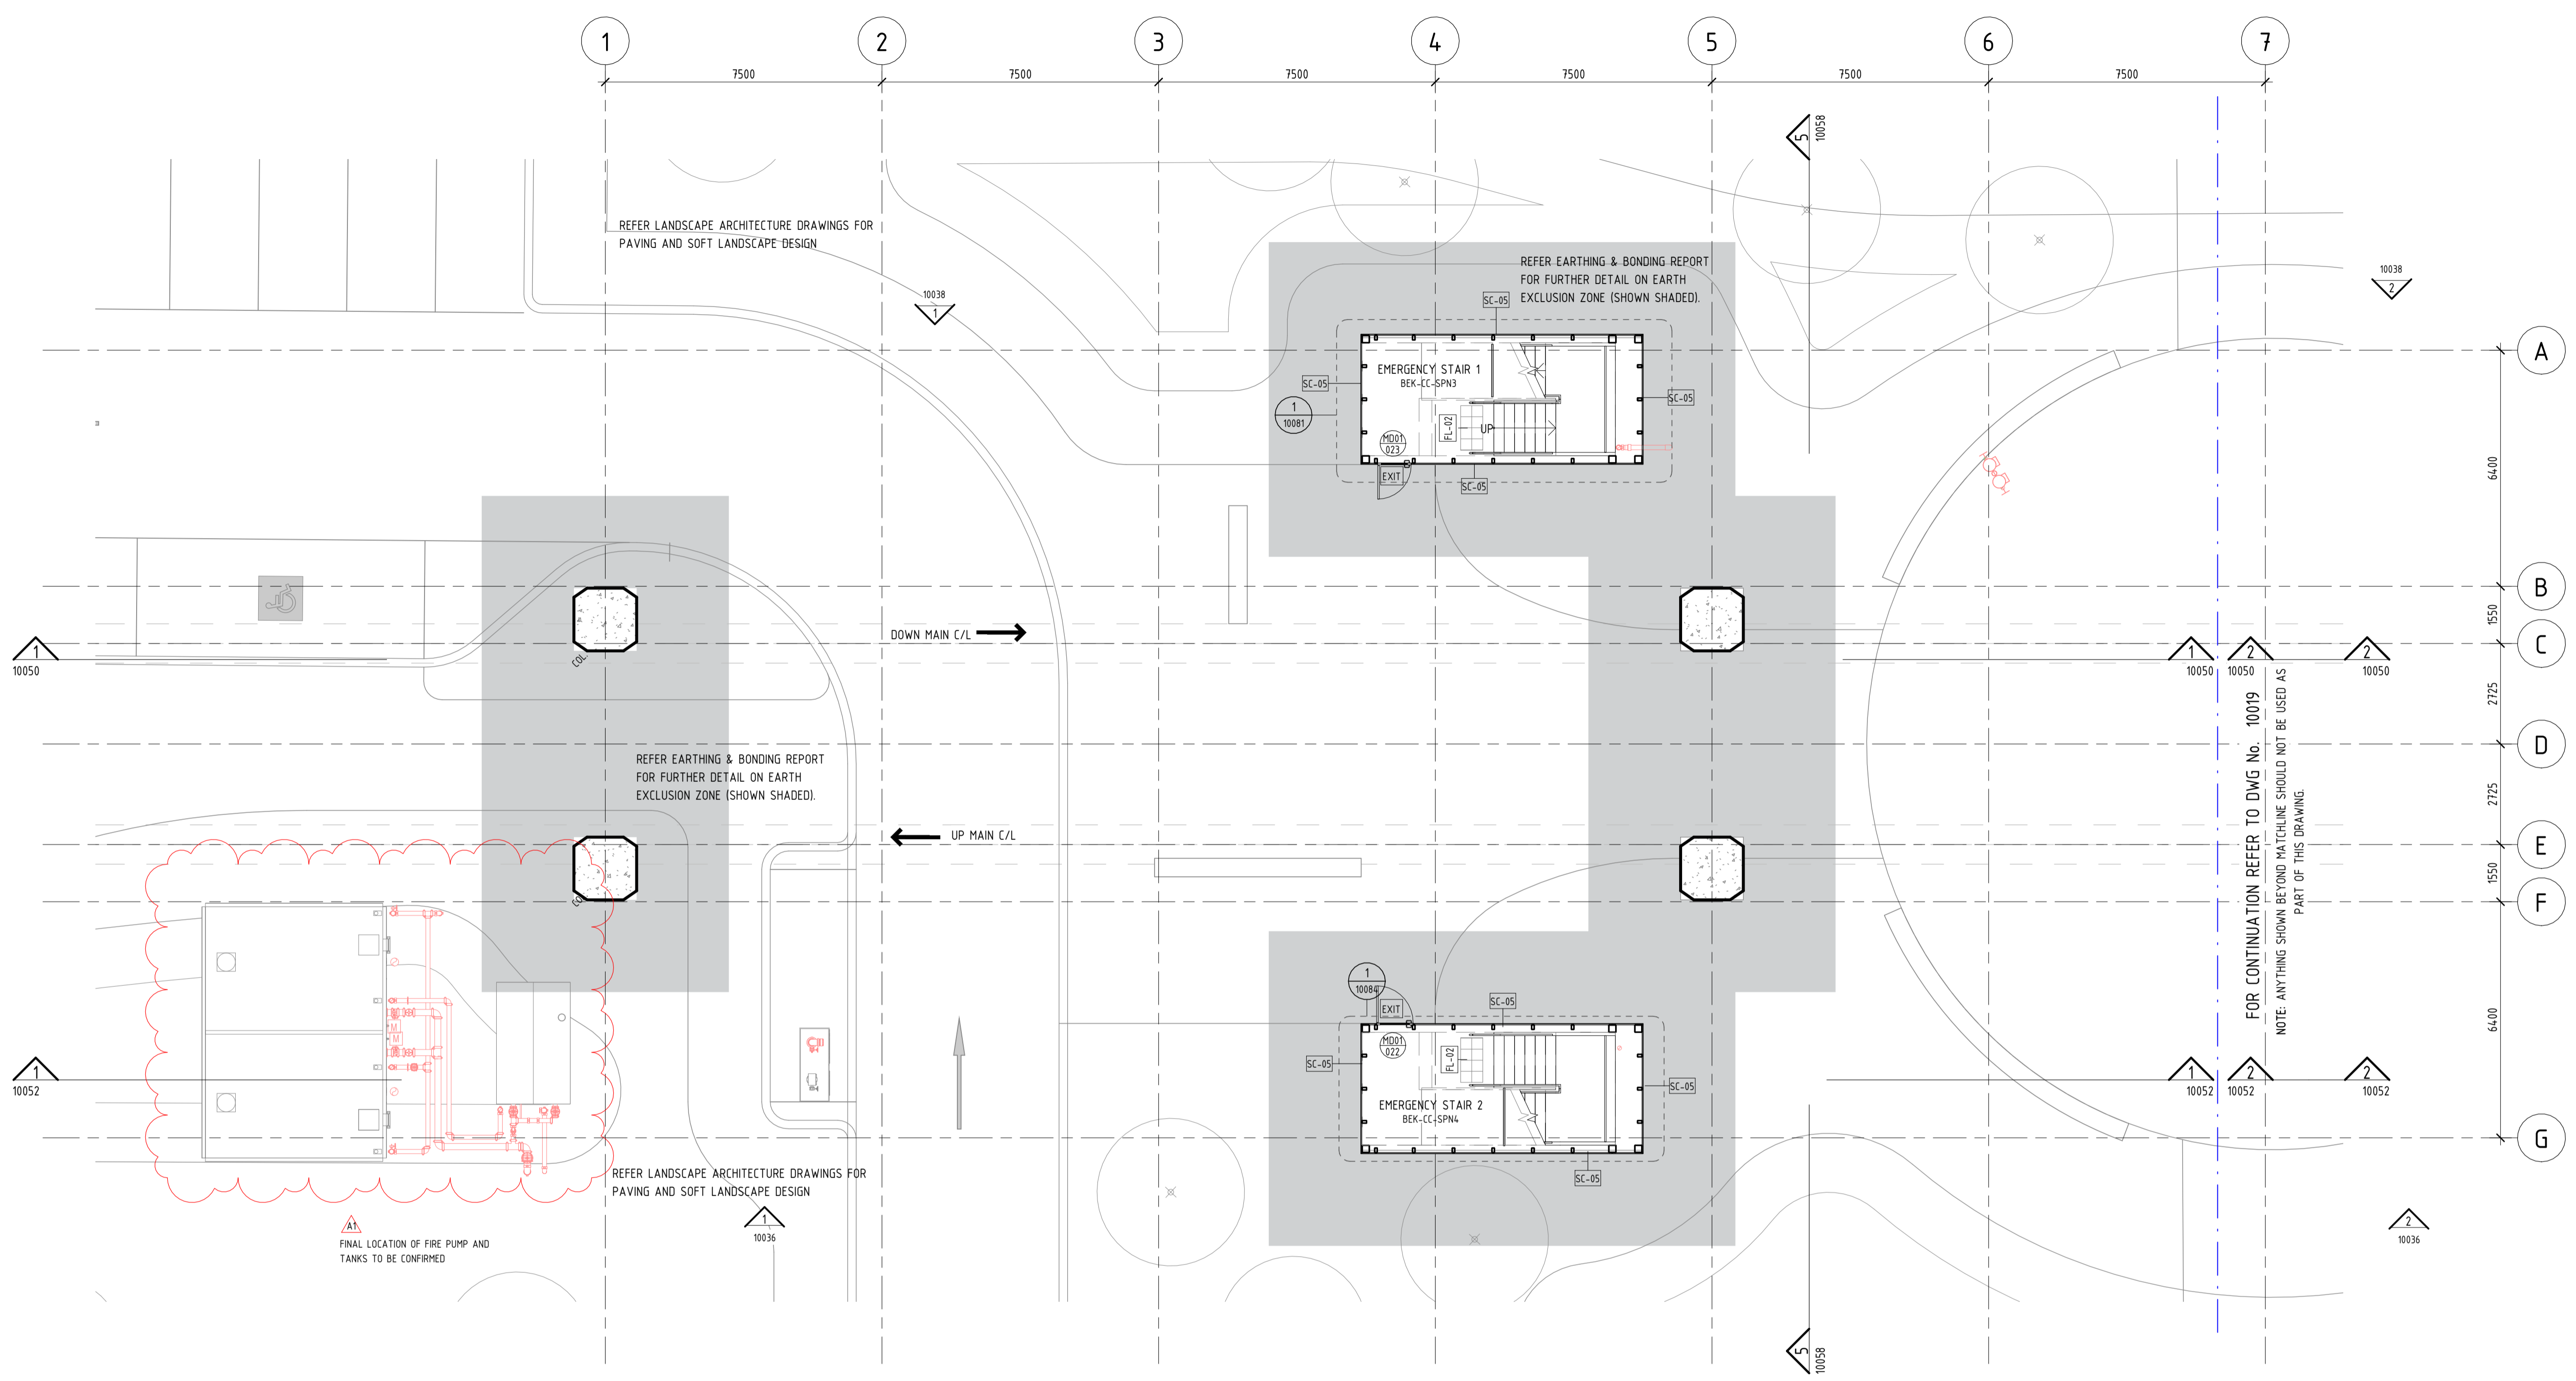 1
2
3
4
5
6
7
7500
7500
7500
7500
7500
7500
5
10058
REFER LANDSCAPE ARCHITECTURE DRAWINGS FOR
PAVING AND SOFT LANDSCAPE DESIGN
10038
1
REFER EARTHING & BONDING REPORT
FOR FURTHER DETAIL ON EARTH
EXCLUSION ZONE (SHOWN SHADED).
10038
2
SC-05
A
EMERGENCY STAIR 1
BEK-CC-SPN3
SC-05
SC-05
1
10081
FL-02
UP
MD01
023
EXIT
SC-05
6400
B
1550
COL.
DOWN MAIN C/L
C
1
10050
1
10050
2
10050
2
10050
2725
D
REFER EARTHING & BONDING REPORT
FOR FURTHER DETAIL ON EARTH
EXCLUSION ZONE (SHOWN SHADED).
FOR CONTINUATION REFER TO DWG No. 10019
NOTE: ANYTHING SHOWN BEYOND MATCHLINE SHOULD NOT BE USED AS
PART OF THIS DRAWING.
2725
UP MAIN C/L
E
1550
F
1
10084
EXIT
SC-05
MD01
022
FL-02
SC-05
SC-05
M
M
6400
1
10052
1
10052
2
10052
2
10052
EMERGENCY STAIR 2
BEK-CC-SPN4
G
SC-05
REFER LANDSCAPE ARCHITECTURE DRAWINGS FOR
PAVING AND SOFT LANDSCAPE DESIGN
A1
FINAL LOCATION OF FIRE PUMP AND
TANKS TO BE CONFIRMED
1
10036
2
10036
5
10058